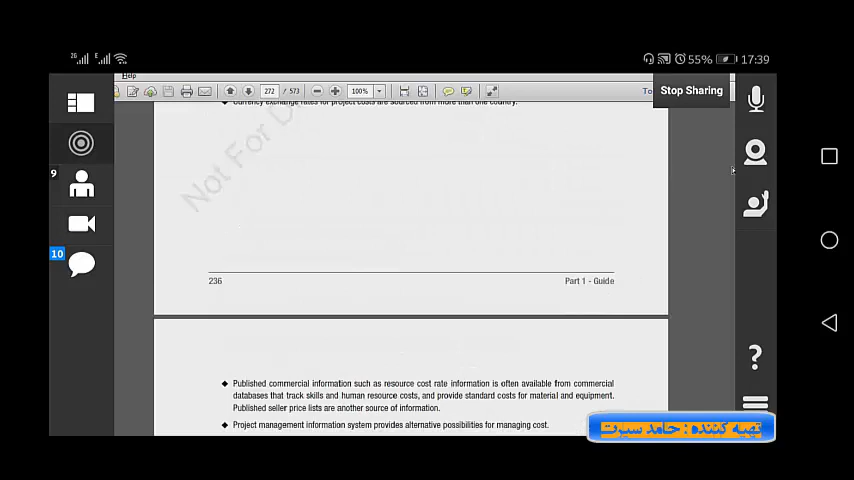 2G E 55% 17:39
Help
272 / 573 100% To
Stop Sharing
Currency exchange rates for project costs are sourced from more than one country.
Not For D
9
10
236 Part 1 - Guide
Published commercial information such as resource cost rate information is often available from commercial
databases that track skills and human resource costs, and provide standard costs for material and equipment.
Published seller price lists are another source of information.
Project management information system provides alternative possibilities for managing cost.
تهیه کننده : حامد سیرت